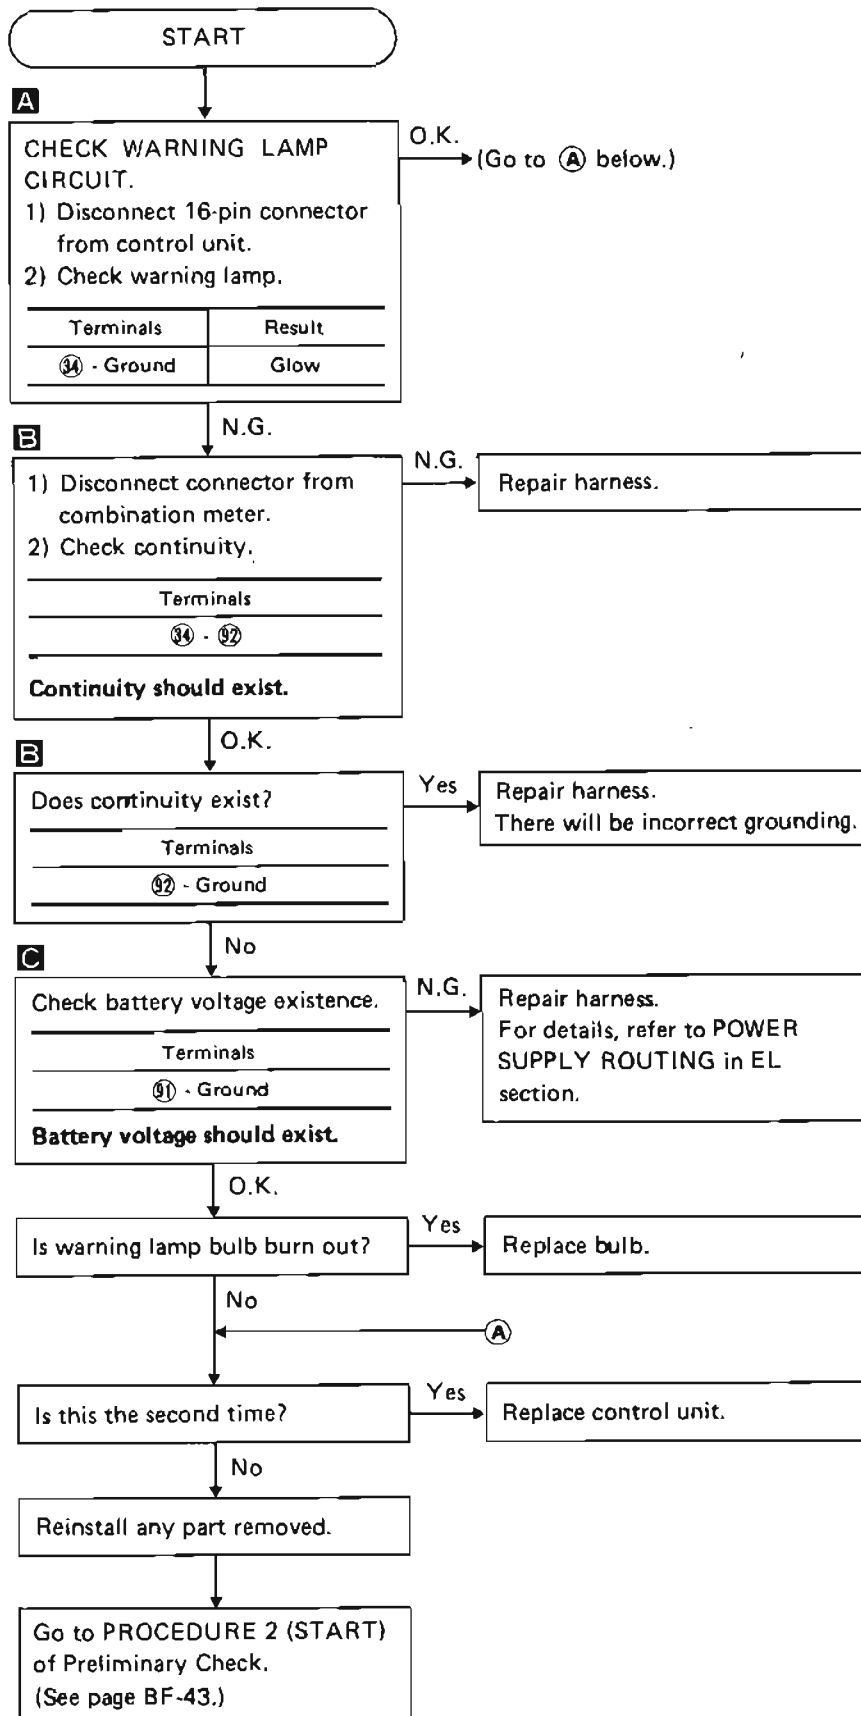 START
A
CHECK WARNING LAMP
CIRCUIT.
1) Disconnect 16-pin connector
from control unit.
2) Check warning lamp.
Terminals Result
34 - Ground Glow
O.K.
(Go to A below.)
N.G.
B
1) Disconnect connector from
combination meter.
2) Check continuity.
Terminals
34 - 92
Continuity should exist.
N.G.
Repair harness.
O.K.
B
Does continuity exist?
Terminals
92 - Ground
Yes
Repair harness.
There will be incorrect grounding.
No
C
Check battery voltage existence.
Terminals
91 - Ground
Battery voltage should exist.
N.G.
Repair harness.
For details, refer to POWER
SUPPLY ROUTING in EL
section.
O.K.
Is warning lamp bulb burn out?
Yes
Replace bulb.
No
A
Is this the second time?
Yes
Replace control unit.
No
Reinstall any part removed.
Go to PROCEDURE 2 (START)
of Preliminary Check.
(See page BF-43.)